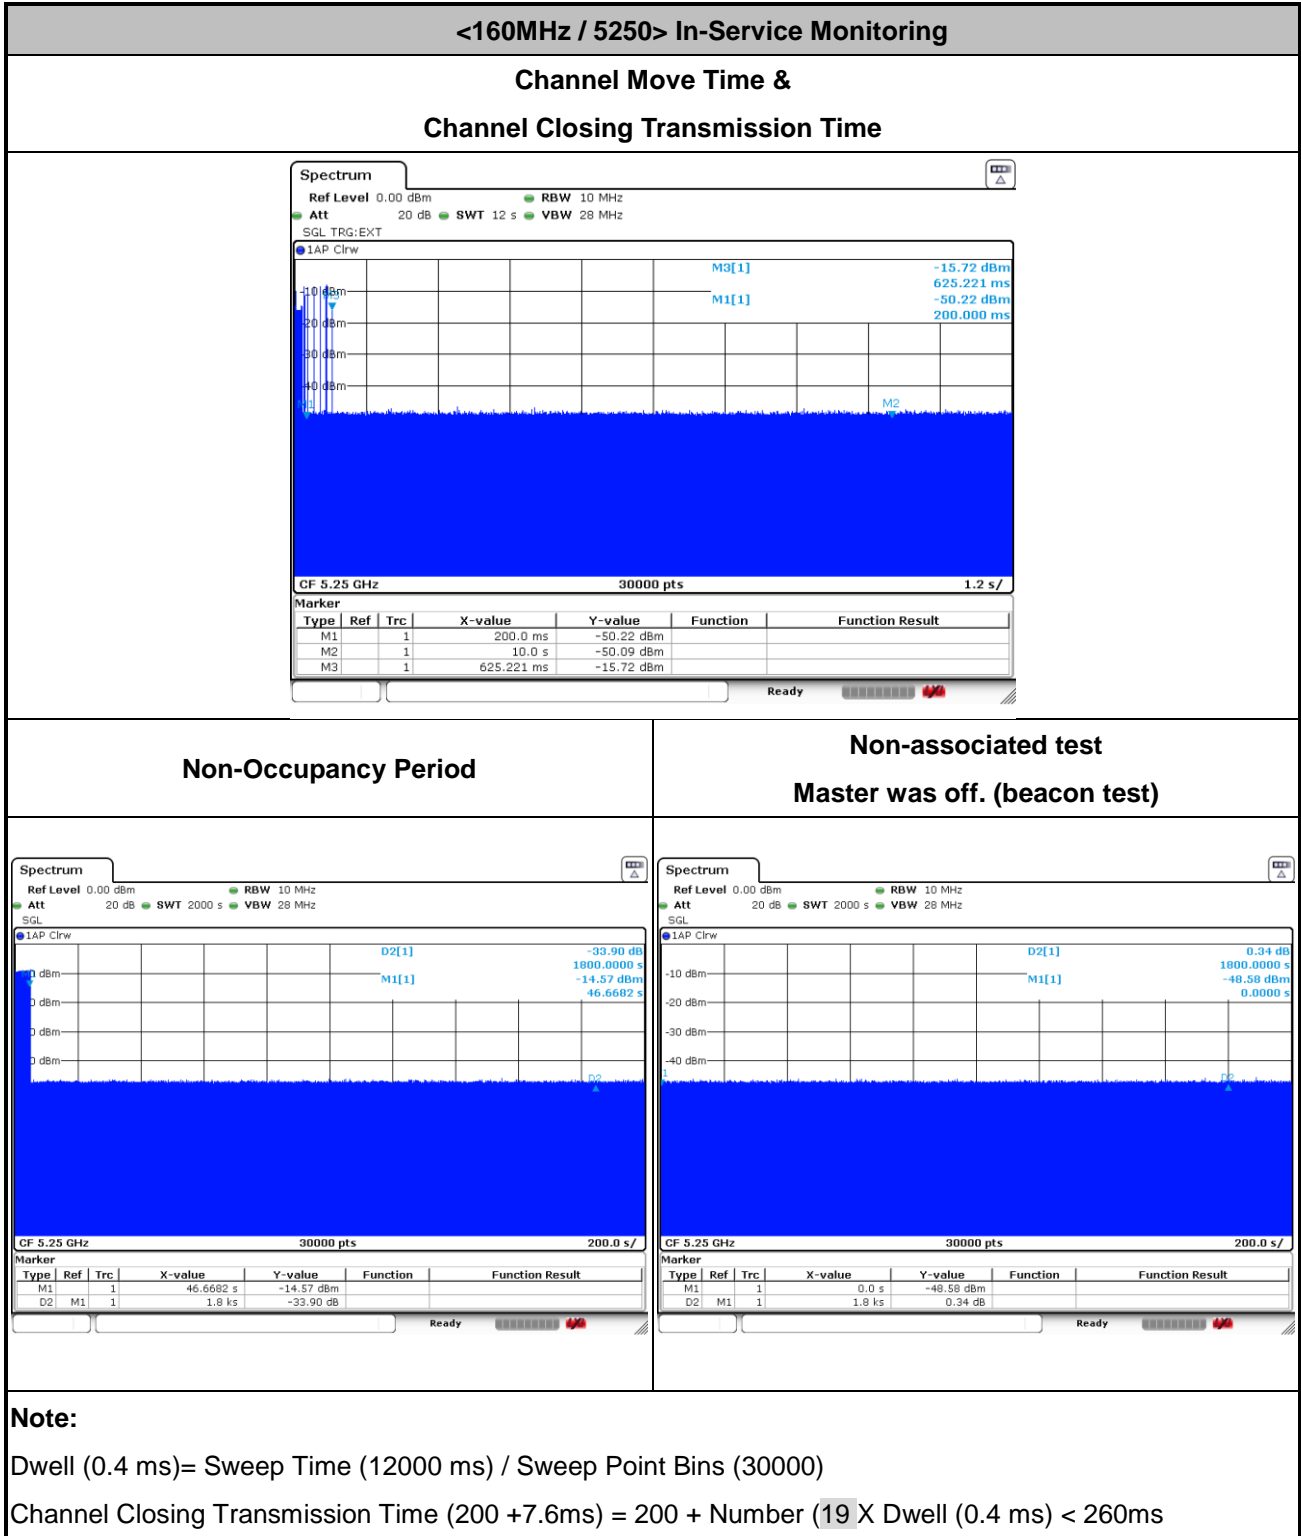 <160MHz / 5250> In-Service Monitoring
Channel Move Time &
Channel Closing Transmission Time
Spectrum
Ref Level 0.00 dBm RBW 10 MHz
Att 20 dB SWT 12 s VBW 28 MHz
SGL TRG:EXT
1AP Clrw
M3[1] -15.72 dBm
625.221 ms
M1[1] -50.22 dBm
200.000 ms
-10 dBm
M3
-20 dBm
-30 dBm
-40 dBm
M1
M2
CF 5.25 GHz 30000 pts 1.2 s/
Marker
Type Ref Trc X-value Y-value Function Function Result
M1 1 200.0 ms -50.22 dBm
M2 1 10.0 s -50.09 dBm
M3 1 625.221 ms -15.72 dBm
Ready
Non-Occupancy Period
Non-associated test
Master was off. (beacon test)
Spectrum
Ref Level 0.00 dBm RBW 10 MHz
Att 20 dB SWT 2000 s VBW 28 MHz
SGL
1AP Clrw
D2[1] -33.90 dB
1800.0000 s
M1[1] -14.57 dBm
46.6682 s
0 dBm
0 dBm
0 dBm
0 dBm
D2
CF 5.25 GHz 30000 pts 200.0 s/
Marker
Type Ref Trc X-value Y-value Function Function Result
M1 1 46.6682 s -14.57 dBm
D2 M1 1 1.8 ks -33.90 dB
Ready
Spectrum
Ref Level 0.00 dBm RBW 10 MHz
Att 20 dB SWT 2000 s VBW 28 MHz
SGL
1AP Clrw
D2[1] 0.34 dB
1800.0000 s
M1[1] -48.58 dBm
0.0000 s
-10 dBm
-20 dBm
-30 dBm
-40 dBm
1
D2
CF 5.25 GHz 30000 pts 200.0 s/
Marker
Type Ref Trc X-value Y-value Function Function Result
M1 1 0.0 s -48.58 dBm
D2 M1 1 1.8 ks 0.34 dB
Ready
Note:
Dwell (0.4 ms)= Sweep Time (12000 ms) / Sweep Point Bins (30000)
Channel Closing Transmission Time (200 +7.6ms) = 200 + Number (19 X Dwell (0.4 ms) < 260ms